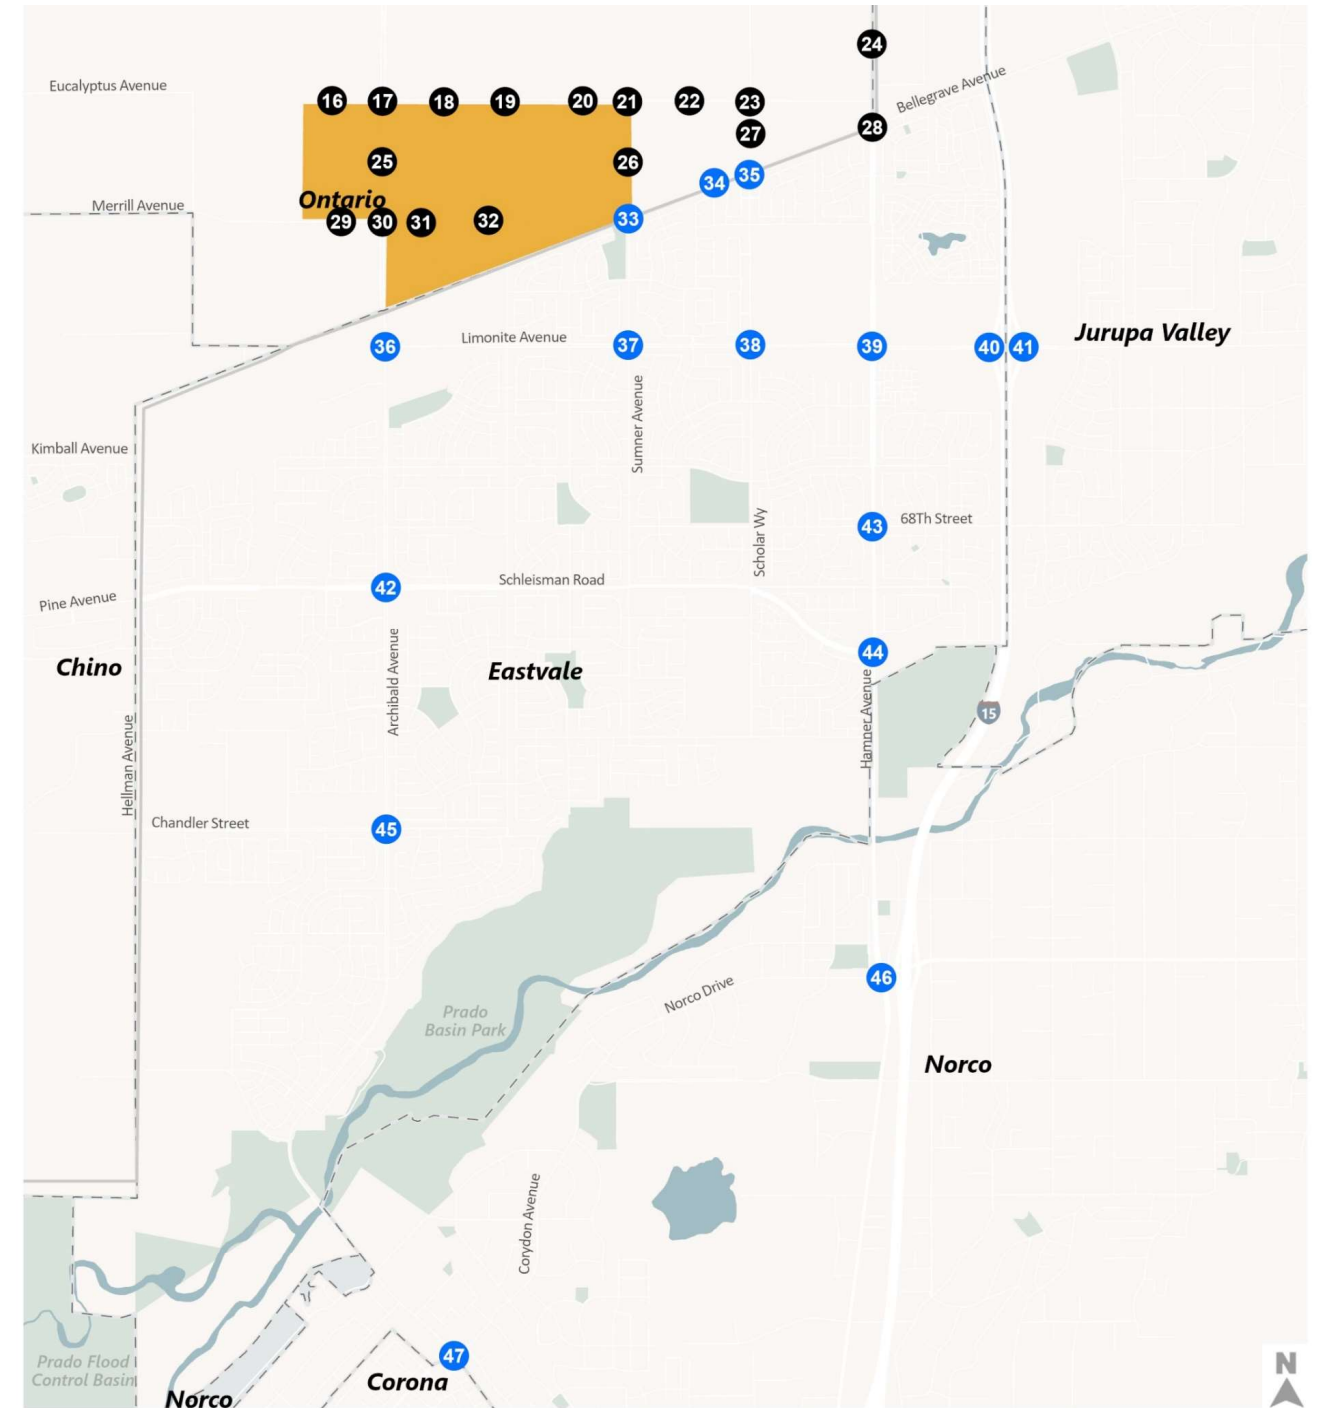 24
Bellegrave Avenue
Eucalyptus Avenue
16
17
18
19
20
21
22
23
27
28
25
26
34
35
Ontario
Merrill Avenue
29
30
31
32
33
Jurupa Valley
36
Limonite Avenue
37
38
39
40
41
Sumner Avenue
Kimball Avenue
43
68Th Street
Scholar Wy
42
Schleisman Road
Pine Avenue
44
Chino
Archibald Avenue
Eastvale
Hamner Avenue
15
Hellman Avenue
Chandler Street
45
46
Norco Drive
Prado
Basin Park
Norco
Corydon Avenue
47
Prado Flood
Control Basin
Corona
Norco
N